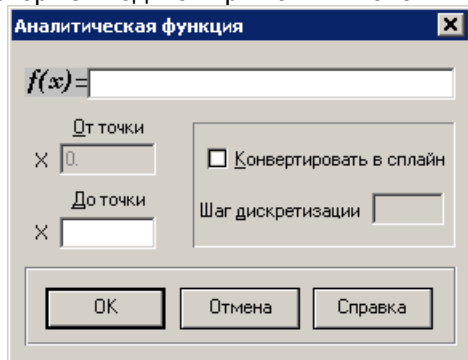 Аналитическая функция
f(x)=
От точки
X 0.
До точки
X
Конвертировать в сплайн
Шаг дискретизации
OK Отмена Справка